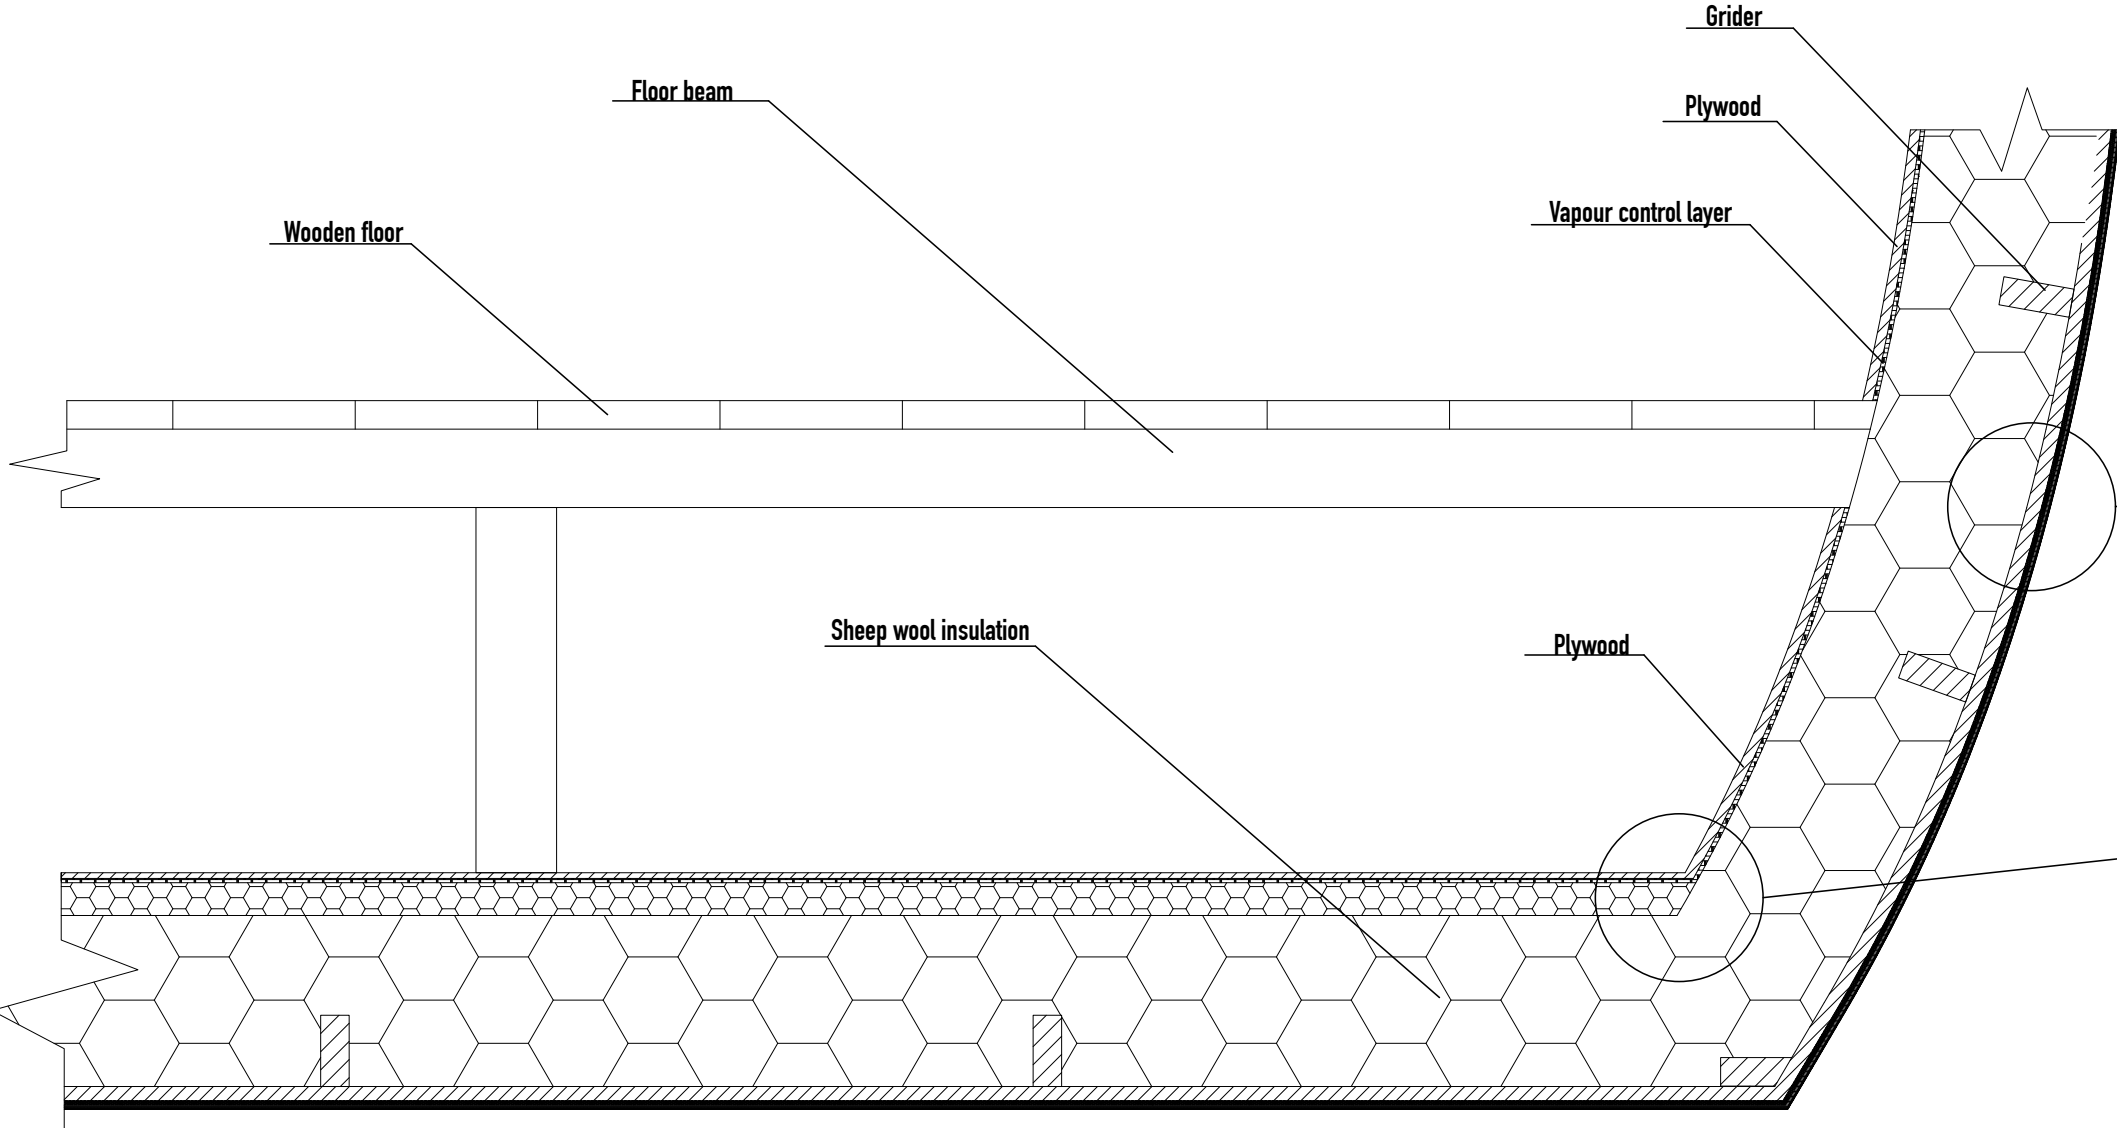 Grider
Floor beam
Plywood
Vapour control layer
Wooden floor
Sheep wool insulation
Plywood